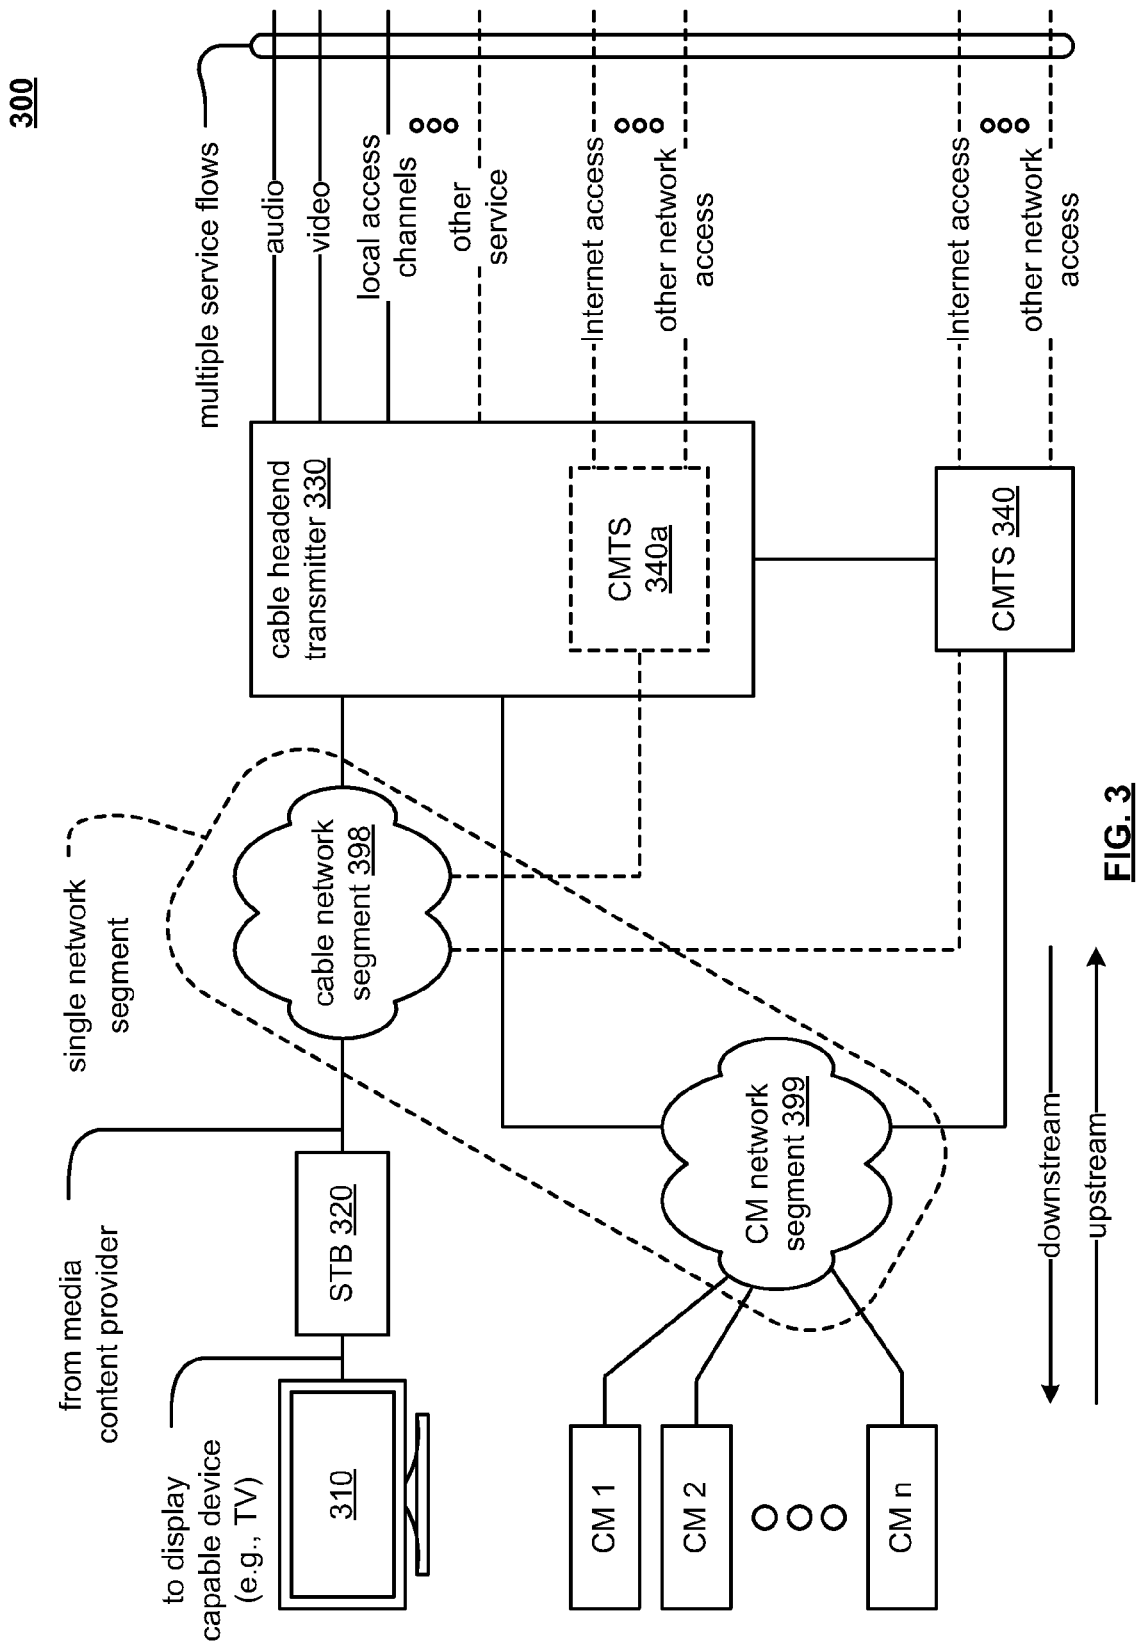 300
multiple service flows
audio
video
local access
channels
other
service
Internet access
other network
access
Internet access
other network
access
cable headend
transmitter 330
CMTS
340a
CMTS 340
single network
segment
cable network
segment 398
CM network
segment 399
from media
content provider
STB 320
to display
capable device
(e.g., TV)
310
CM 1
CM 2
CM n
downstream
upstream
FIG. 3